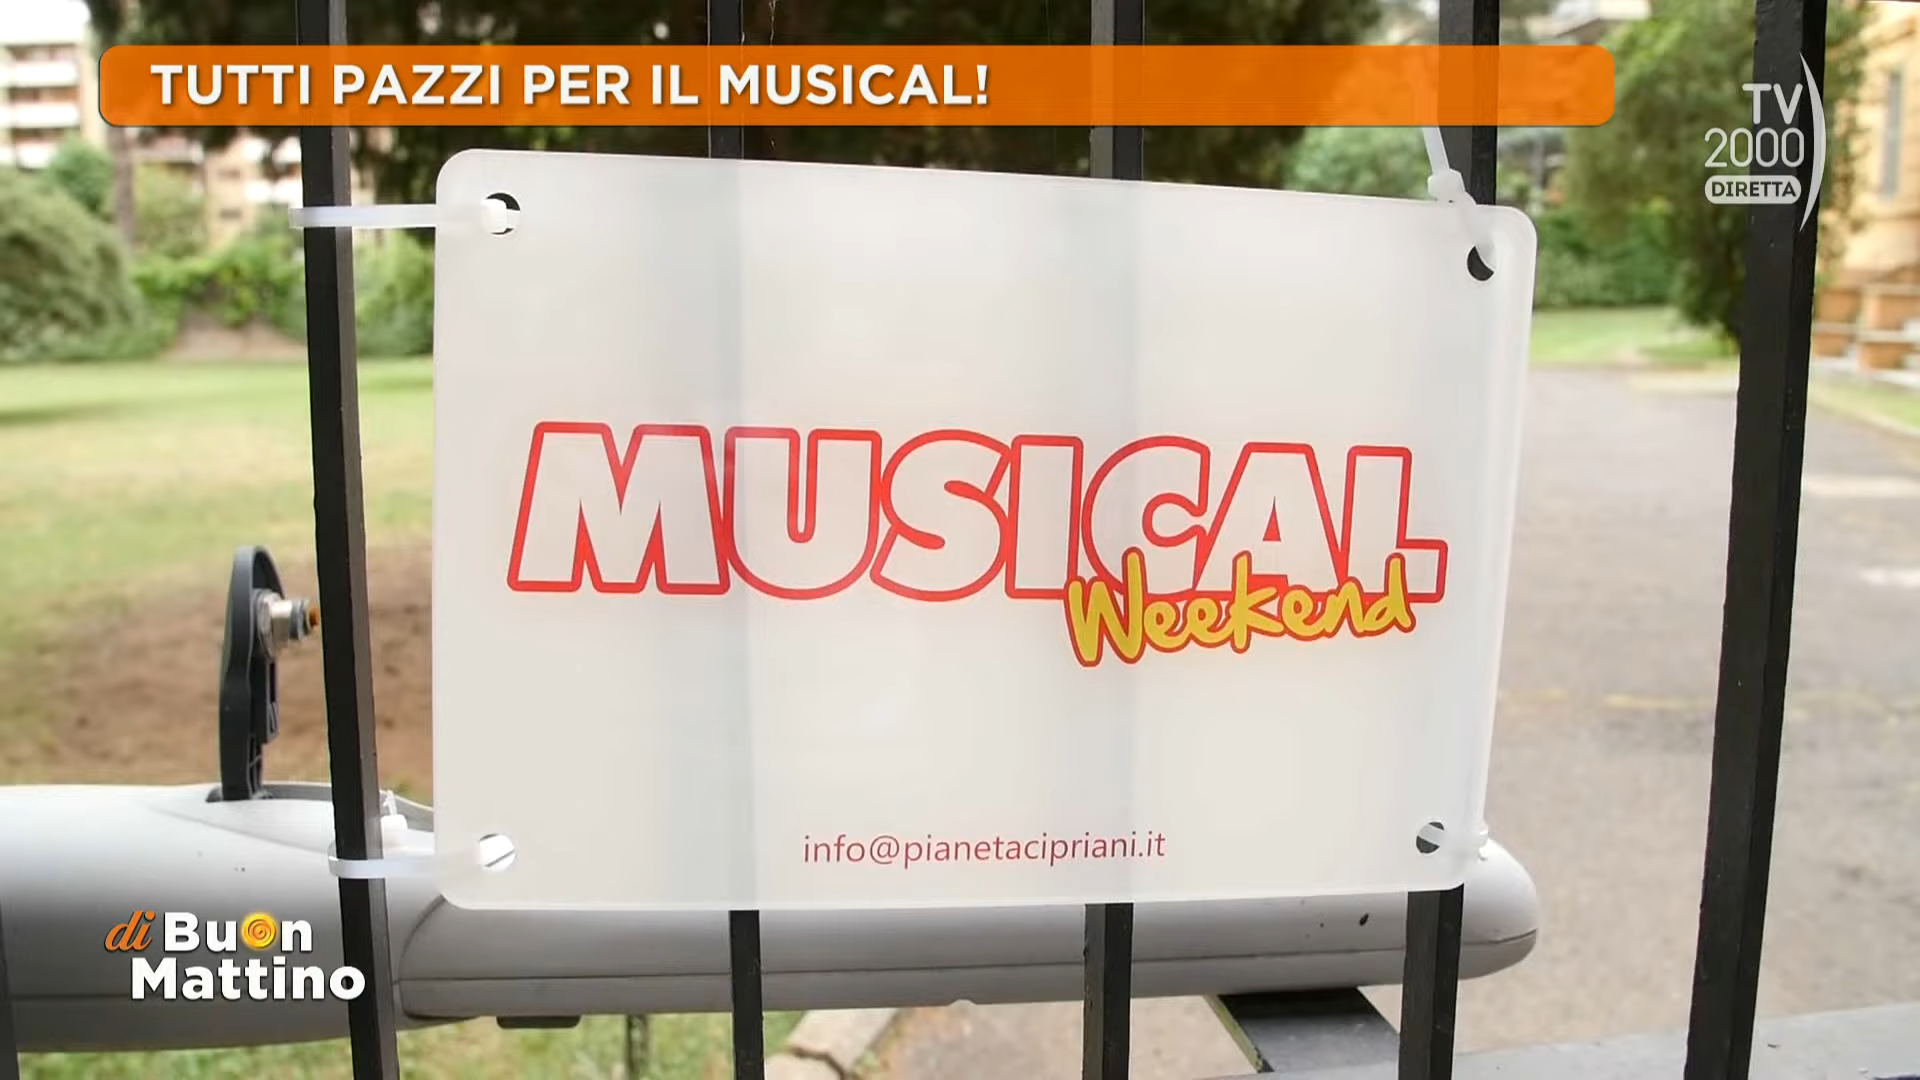 TUTTI PAZZI PER IL MUSICAL!
TV
2000
DIRETTA
MUSICAL
Weekend
info@pianetacipriani.it
di Buon
Mattino